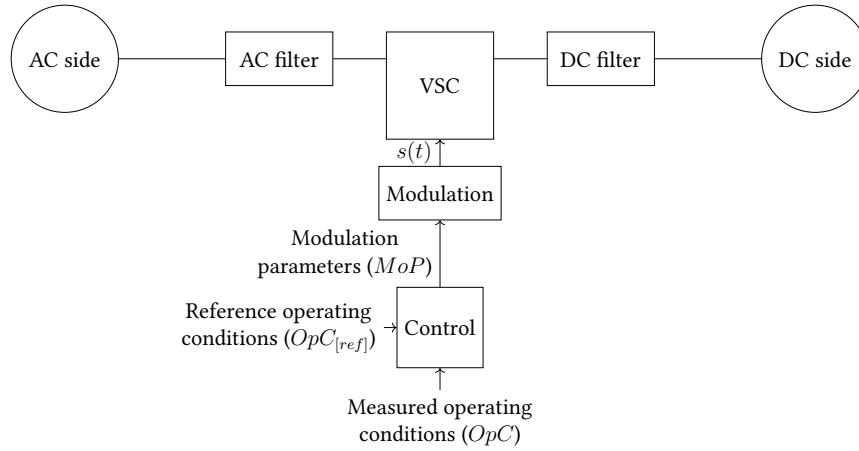 AC side
AC filter
VSC
DC filter
DC side
s(t)
Modulation
Modulation
parameters (MoP)
Reference operating
conditions (OpC[ref])
Control
Measured operating
conditions (OpC)